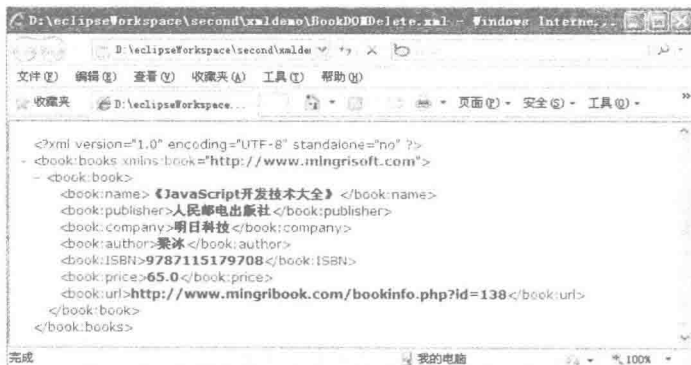 D:\eclipseWorkspace\second\xmldemo\BookDOMDelete.xml - Windows Interne...
D:\eclipseWorkspace\second\xmlde
文件(F) 编辑(E) 查看(V) 收藏夹(A) 工具(T) 帮助(H)
收藏夹 D:\eclipseWorkspace... 页面(P) 安全(S) 工具(O) »
<?xml version="1.0" encoding="UTF-8" standalone="no" ?>
- <book:books xmlns:book="http://www.mingrisoft.com">
- <book:book>
<book:name>《JavaScript开发技术大全》</book:name>
<book:publisher>人民邮电出版社</book:publisher>
<book:company>明日科技</book:company>
<book:author>梁冰</book:author>
<book:ISBN>9787115179708</book:ISBN>
<book:price>65.0</book:price>
<book:url>http://www.mingribook.com/bookinfo.php?id=138</book:url>
</book:book>
</book:books>
完成 我的电脑 100%